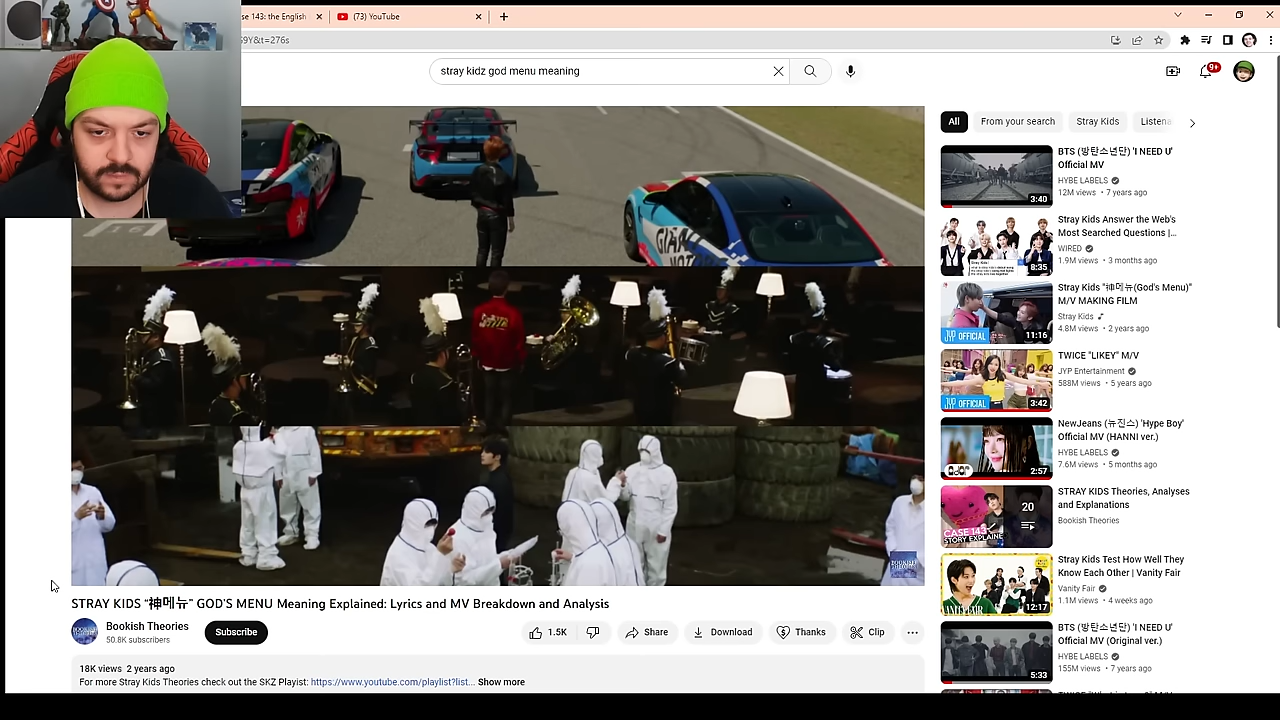 se 143: the English
(73) YouTube
59Y&t=276s
stray kidz god menu meaning
9+
All
From your search
Stray Kids
Listena
BTS (방탄소년단) 'I NEED U'
Official MV
HYBE LABELS
12M views • 7 years ago
3:40
Stray Kids Answer the Web's
Most Searched Questions |...
WIRED
1.9M views • 3 months ago
8:35
Stray Kids "神메뉴(God's Menu)"
M/V MAKING FILM
Stray Kids
4.8M views • 2 years ago
JYP OFFICIAL
11:16
TWICE "LIKEY" M/V
JYP Entertainment
588M views • 5 years ago
JYP OFFICIAL
3:42
NewJeans (뉴진스) 'Hype Boy'
Official MV (HANNI ver.)
HYBE LABELS
7.6M views • 5 months ago
2:57
STRAY KIDS Theories, Analyses
and Explanations
Bookish Theories
20
CASE 143
STORY EXPLAINE
Stray Kids Test How Well They
Know Each Other | Vanity Fair
Vanity Fair
1.1M views • 4 weeks ago
VANITY FAIR
12:17
BTS (방탄소년단) 'I NEED U'
Official MV (Original ver.)
HYBE LABELS
155M views • 7 years ago
5:33
GIANT
NOT
16
BOOKISH
THEORIES
STRAY KIDS “神메뉴” GOD'S MENU Meaning Explained: Lyrics and MV Breakdown and Analysis
Bookish Theories
50.8K subscribers
Subscribe
1.5K
Share
Download
Thanks
Clip
18K views 2 years ago
For more Stray Kids Theories check out the SKZ Playist: https://www.youtube.com/playlist?list... Show more